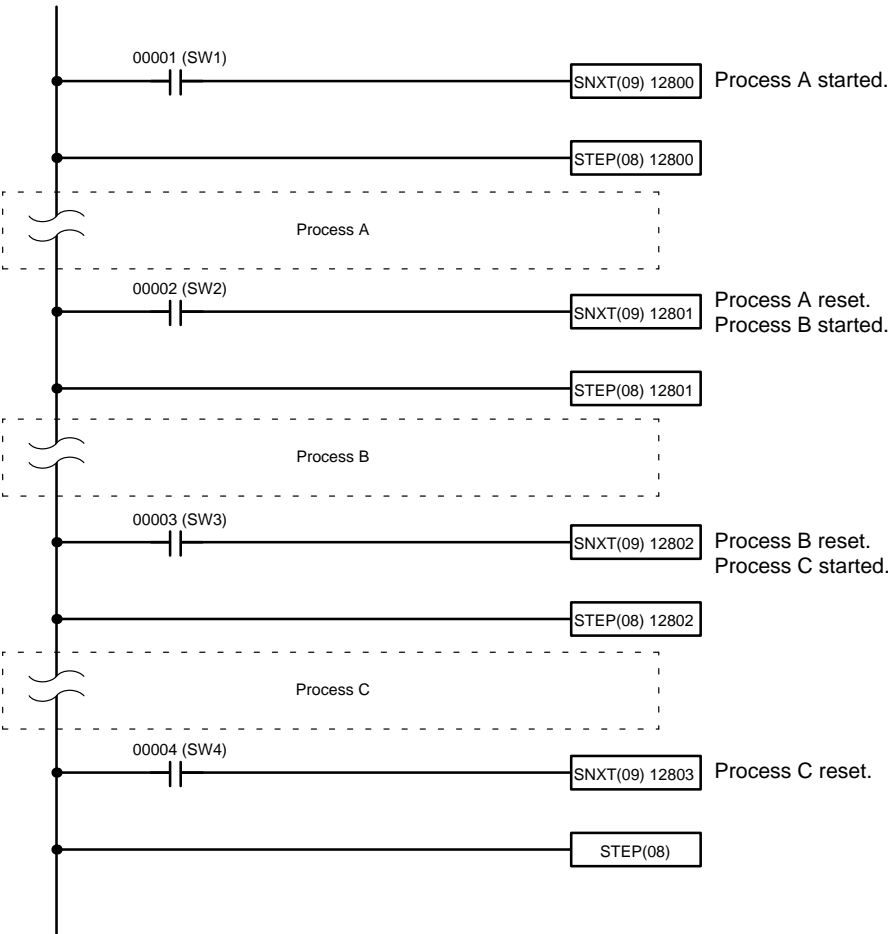 00001 (SW1)
SNXT(09) 12800
Process A started.
STEP(08) 12800
Process A
00002 (SW2)
SNXT(09) 12801
Process A reset.
Process B started.
STEP(08) 12801
Process B
00003 (SW3)
SNXT(09) 12802
Process B reset.
Process C started.
STEP(08) 12802
Process C
00004 (SW4)
SNXT(09) 12803
Process C reset.
STEP(08)